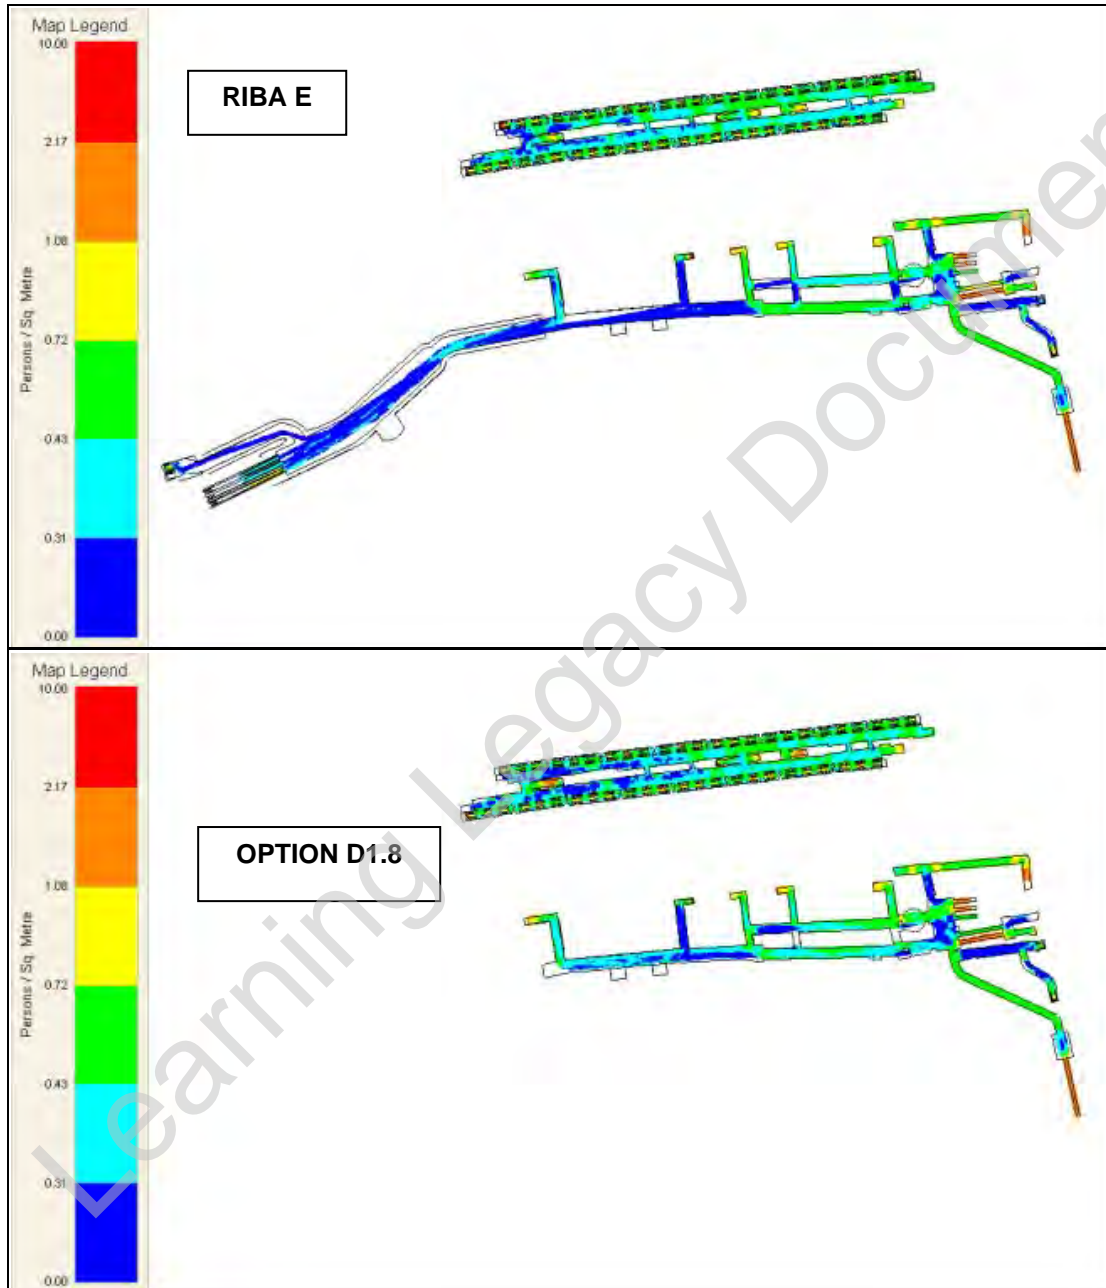 Map Legend
10.00
2.17
1.08
0.72
0.43
0.31
0.00
Persons / Sq. Metre
RIBA E
Map Legend
10.00
2.17
1.08
0.72
0.43
0.31
0.00
Persons / Sq. Metre
OPTION D1.8
Learning Legacy Documen